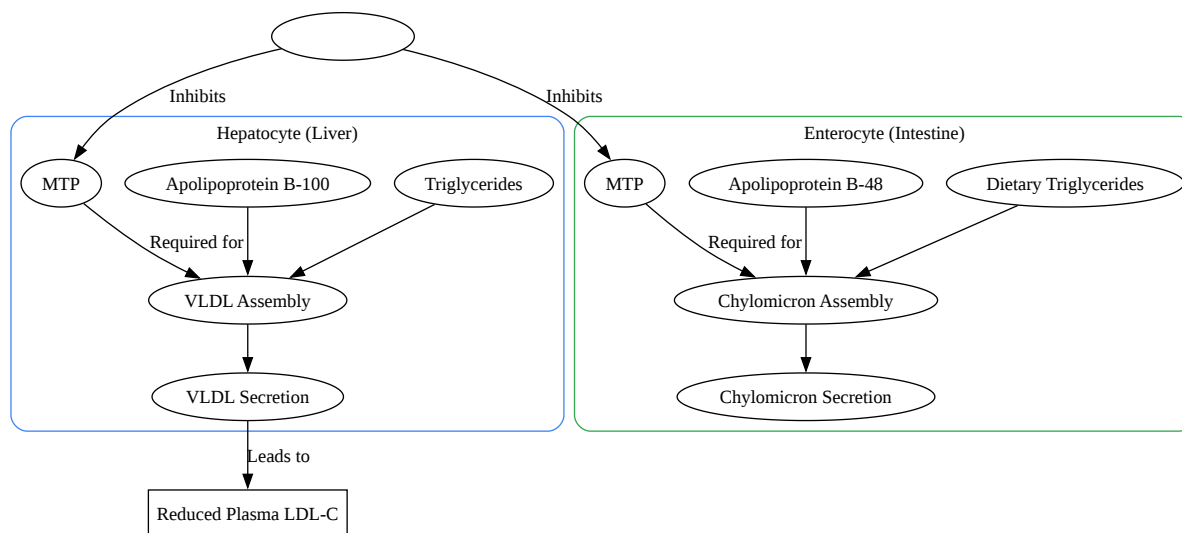 Inhibits
Inhibits
Hepatocyte (Liver)
Enterocyte (Intestine)
MTP
Apolipoprotein B-100
Triglycerides
MTP
Apolipoprotein B-48
Dietary Triglycerides
Required for
Required for
VLDL Assembly
Chylomicron Assembly
VLDL Secretion
Chylomicron Secretion
Leads to
Reduced Plasma LDL-C